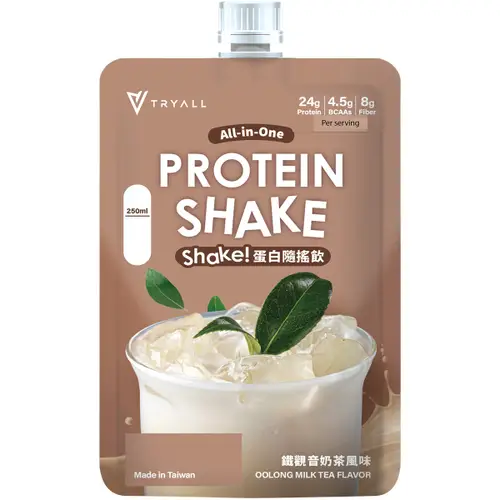 TRYALL
24g Protein
4.5g BCAAs
8g Fiber
Per serving
All-in-One
PROTEIN
SHAKE
Shake! 蛋白隨搖飲
250ml
鐵觀音奶茶風味
Made in Taiwan
OOLONG MILK TEA FLAVOR